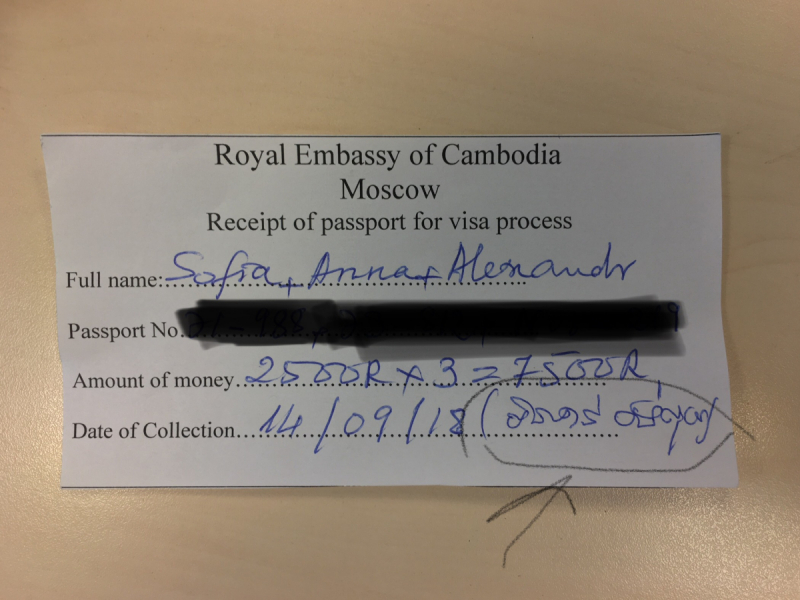 Royal Embassy of Cambodia
Moscow
Receipt of passport for visa process
Full name: Sofia + Anna + Alexandr
Passport No.
Amount of money 2500R x 3 = 7500R
Date of Collection 14/09/18